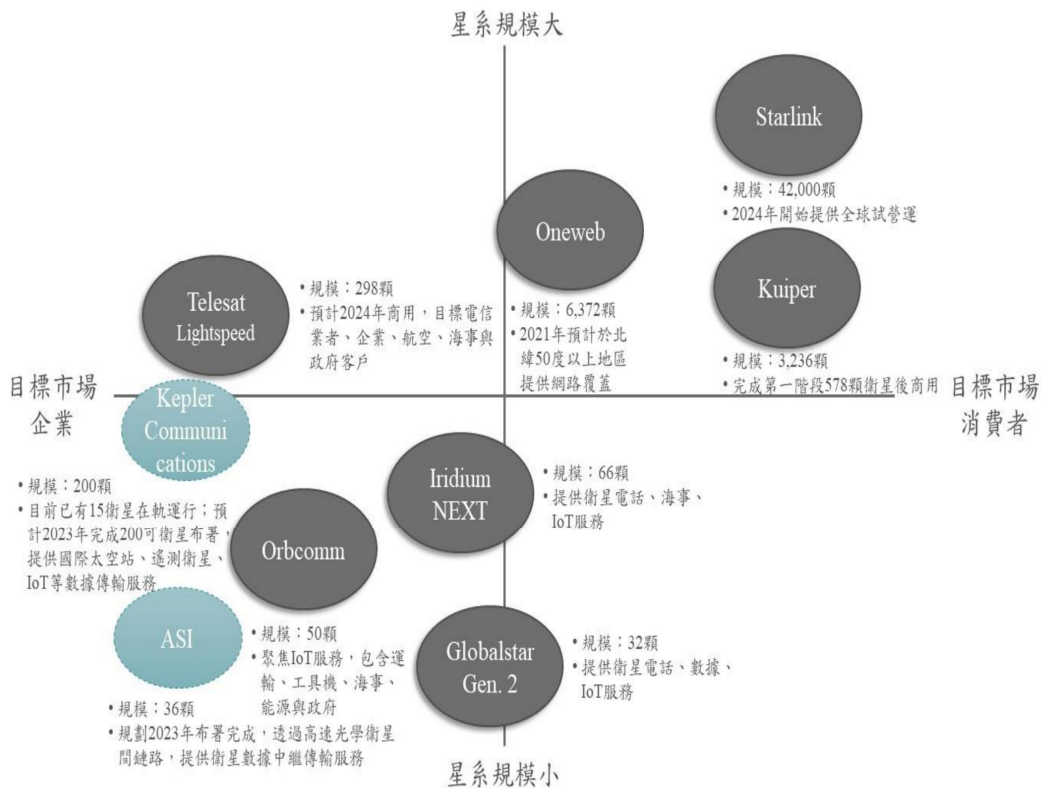 星系規模大
Starlink
• 規模：42,000顆
• 2024年開始提供全球試營運
Oneweb
• 規模：6,372顆
• 2021年預計於北
緯50度以上地區
提供網路覆蓋
Kuiper
• 規模：3,236顆
• 完成第一階段578顆衛星後商用
Telesat
Lightspeed
• 規模：298顆
• 預計2024年商用，目標電信
業者、企業、航空、海事與
政府客戶
目標市場
企業
目標市場
消費者
Kepler
Communi
cations
• 規模：200顆
• 目前已有15衛星在軌運行；預
計2023年完成200可衛星布署，
提供國際太空站、遙測衛星、
IoT等數據傳輸服務
Iridium
NEXT
• 規模：66顆
• 提供衛星電話、海事、
IoT服務
Orbcomm
• 規模：50顆
• 聚焦IoT服務，包含運
輸、工具機、海事、
能源與政府
ASI
• 規模：36顆
• 規劃2023年布署完成，透過高速光學衛星
間鏈路，提供衛星數據中繼傳輸服務
Globalstar
Gen. 2
• 規模：32顆
• 提供衛星電話、數據、
IoT服務
星系規模小